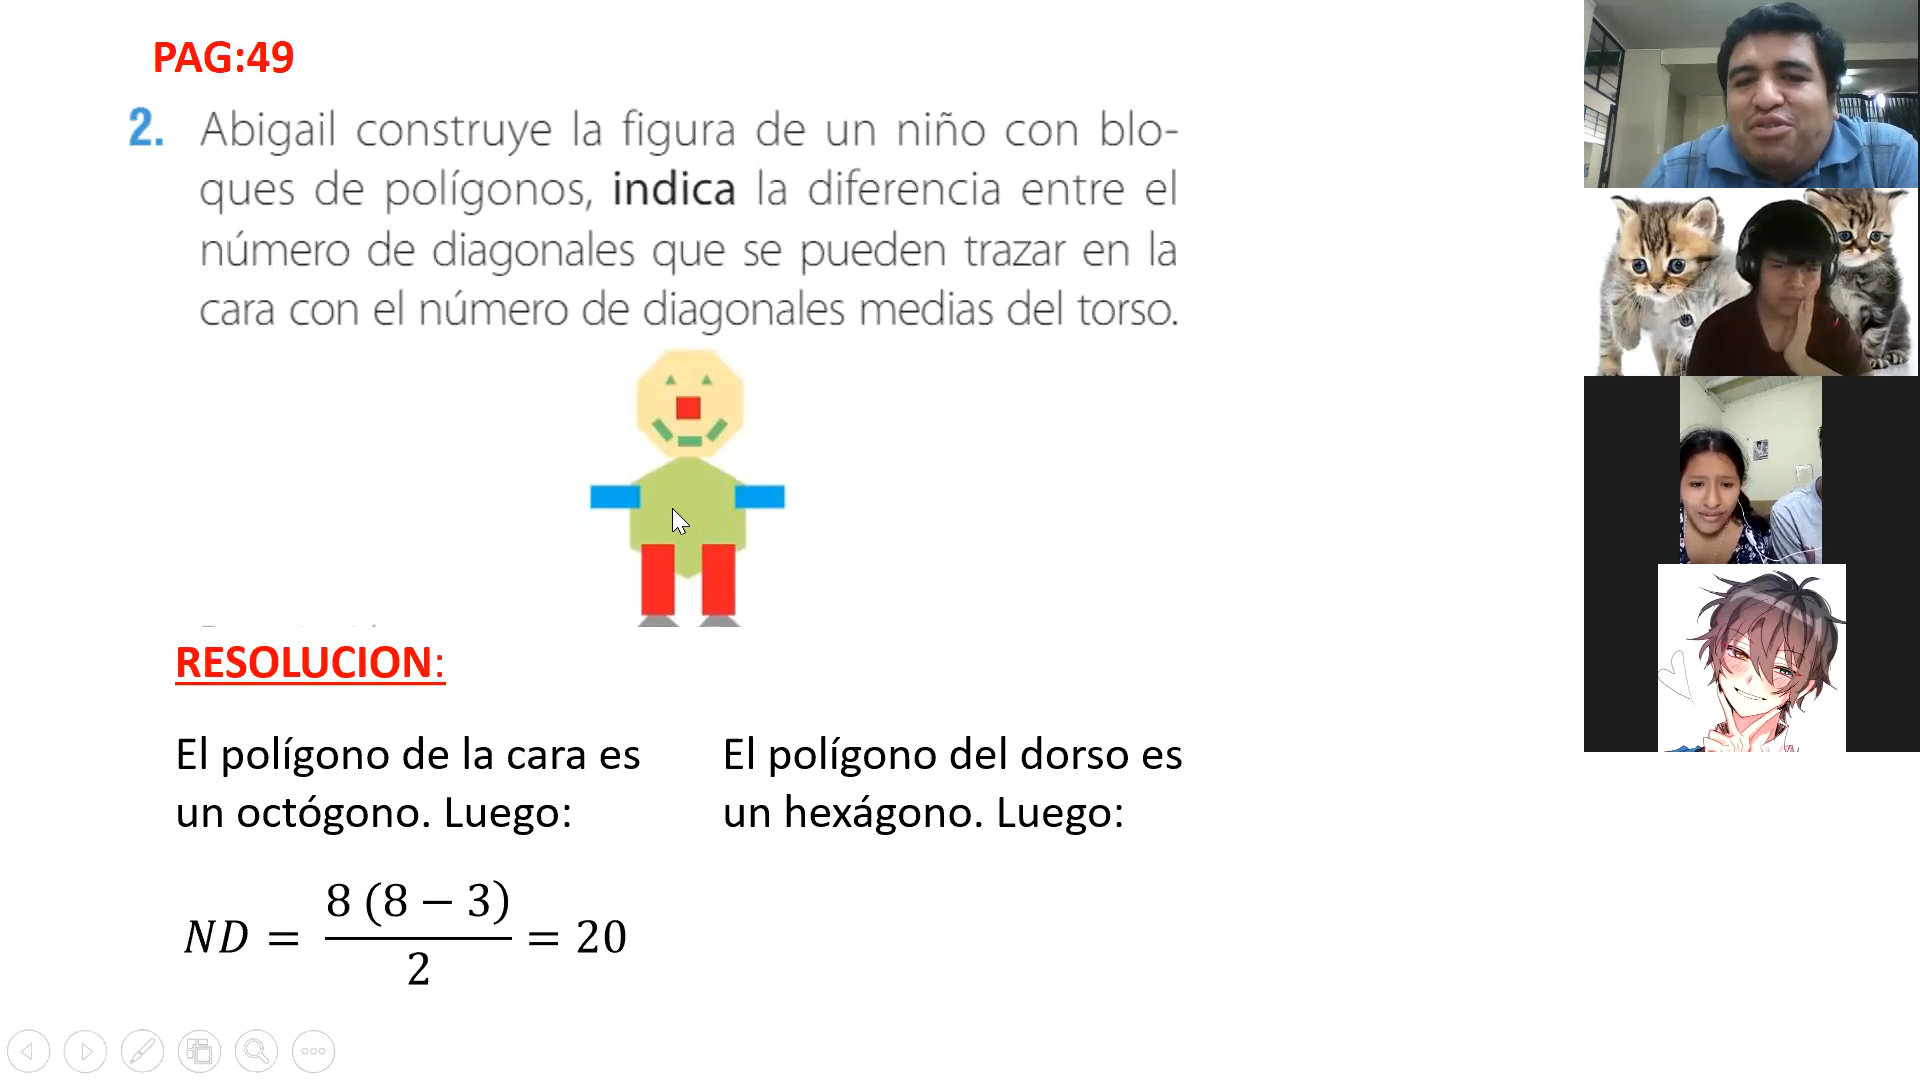 PAG:49
2. Abigail construye la figura de un niño con blo-
ques de polígonos, indica la diferencia entre el
número de diagonales que se pueden trazar en la
cara con el número de diagonales medias del torso.
RESOLUCION:
El polígono de la cara es
un octógono. Luego:
ND = 8 (8 − 3) / 2 = 20
El polígono del dorso es
un hexágono. Luego: